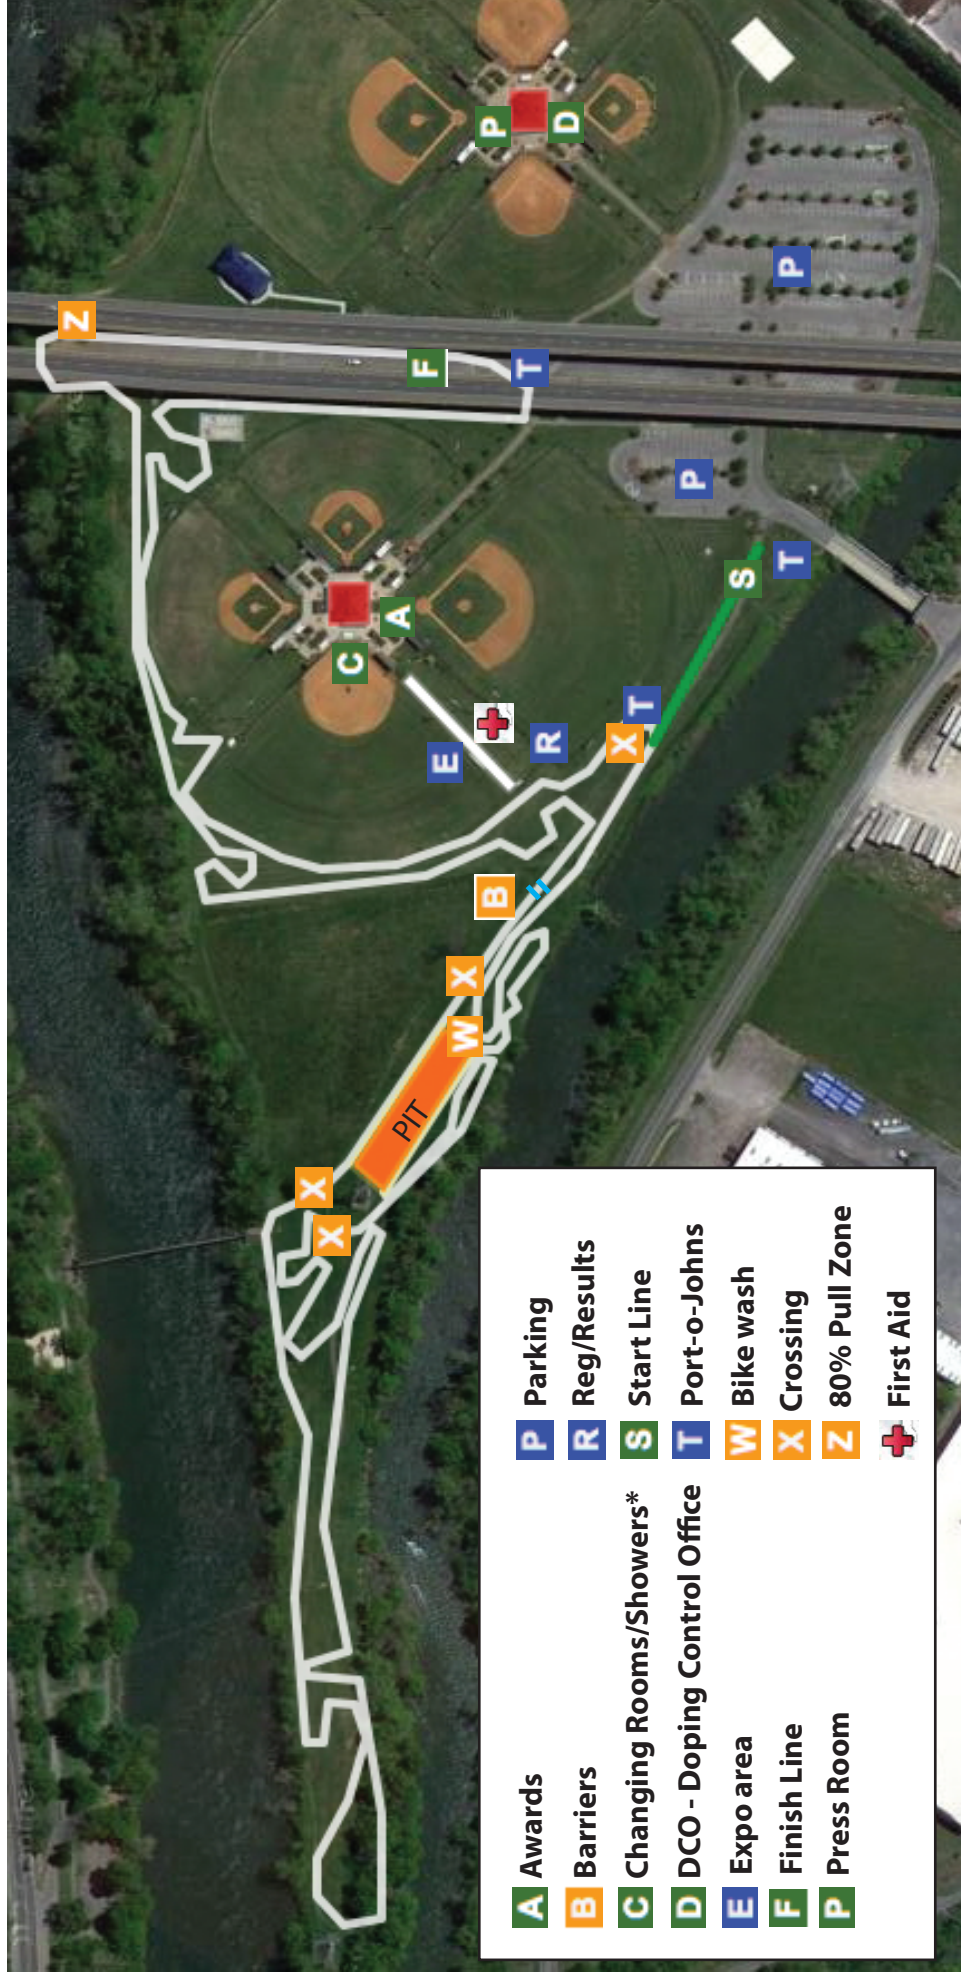 Z
X
X
C
A
PIT
F
E
W
X
P
B
T
R
D
X
T
P
S
T
P
A Awards
B Barriers
C Changing Rooms/Showers*
D DCO - Doping Control Office
E Expo area
F Finish Line
P Press Room
P Parking
R Reg/Results
S Start Line
T Port-o-Johns
W Bike wash
X Crossing
Z 80% Pull Zone
First Aid